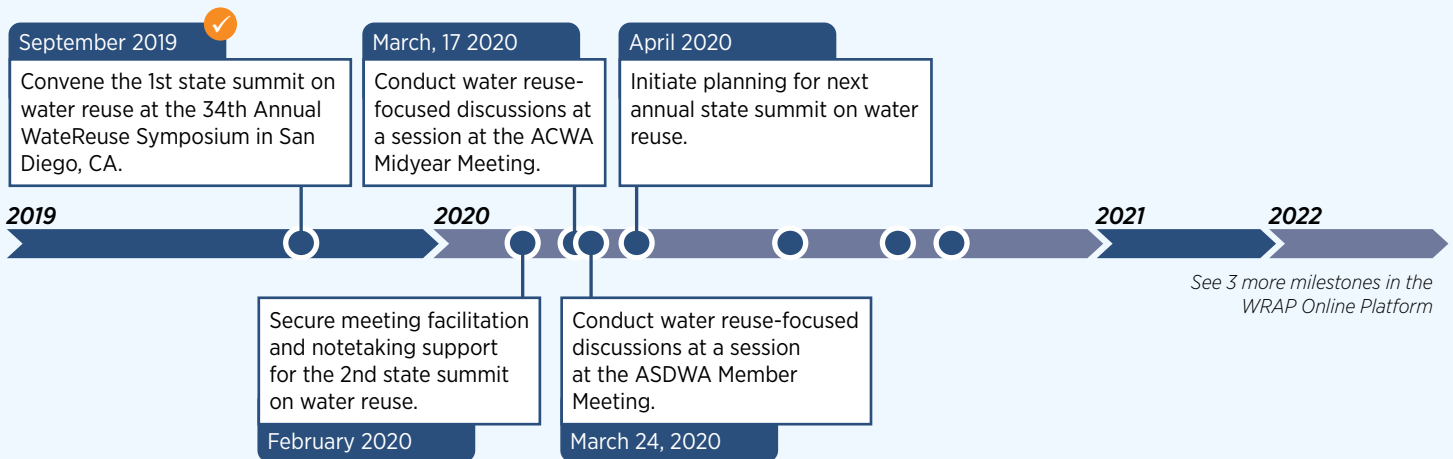 September 2019
Convene the 1st state summit on
water reuse at the 34th Annual
WateReuse Symposium in San
Diego, CA.
March, 17 2020
Conduct water reuse-
focused discussions at
a session at the ACWA
Midyear Meeting.
April 2020
Initiate planning for next
annual state summit on water
reuse.
2019
2020
2021
2022
See 3 more milestones in the
WRAP Online Platform
Secure meeting facilitation
and notetaking support
for the 2nd state summit
on water reuse.
February 2020
Conduct water reuse-focused
discussions at a session
at the ASDWA Member
Meeting.
March 24, 2020